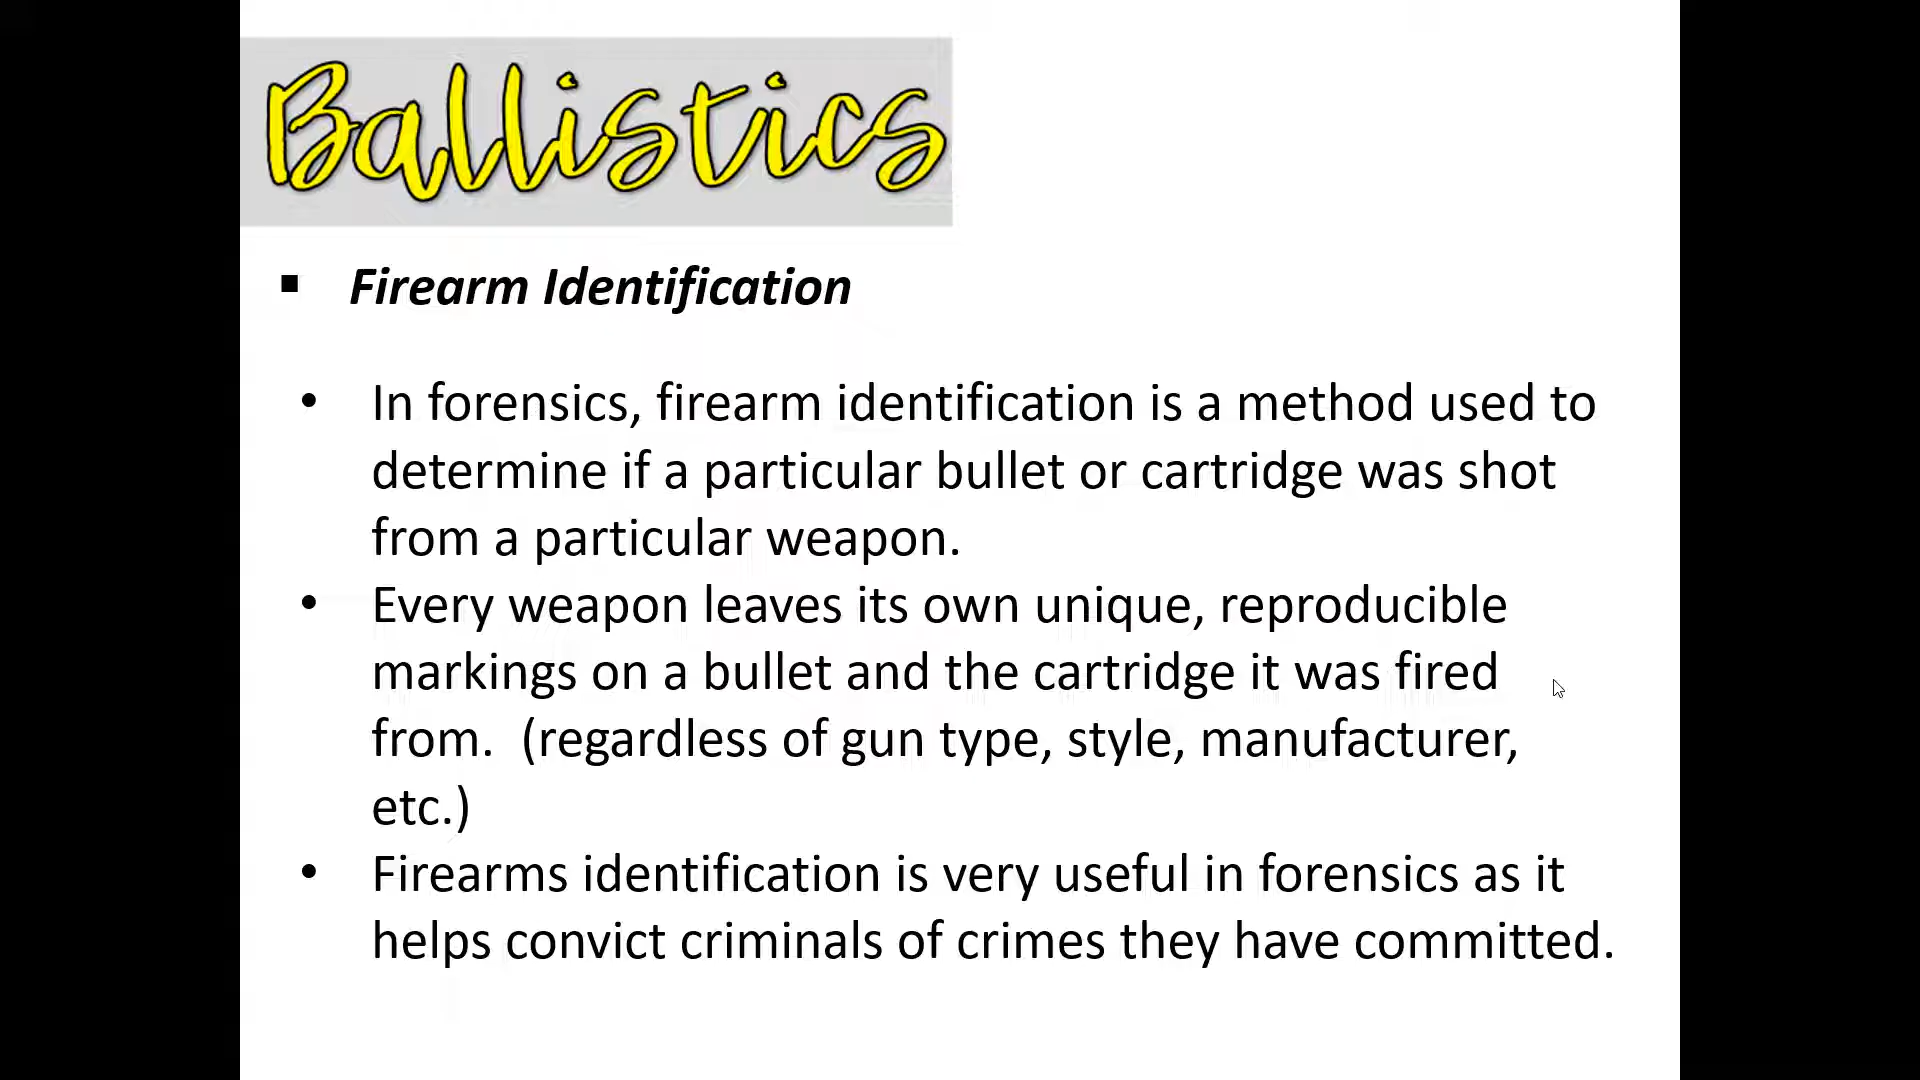 Ballistics
▪ Firearm Identification
• In forensics, firearm identification is a method used to
determine if a particular bullet or cartridge was shot
from a particular weapon.
• Every weapon leaves its own unique, reproducible
markings on a bullet and the cartridge it was fired
from.  (regardless of gun type, style, manufacturer,
etc.)
• Firearms identification is very useful in forensics as it
helps convict criminals of crimes they have committed.